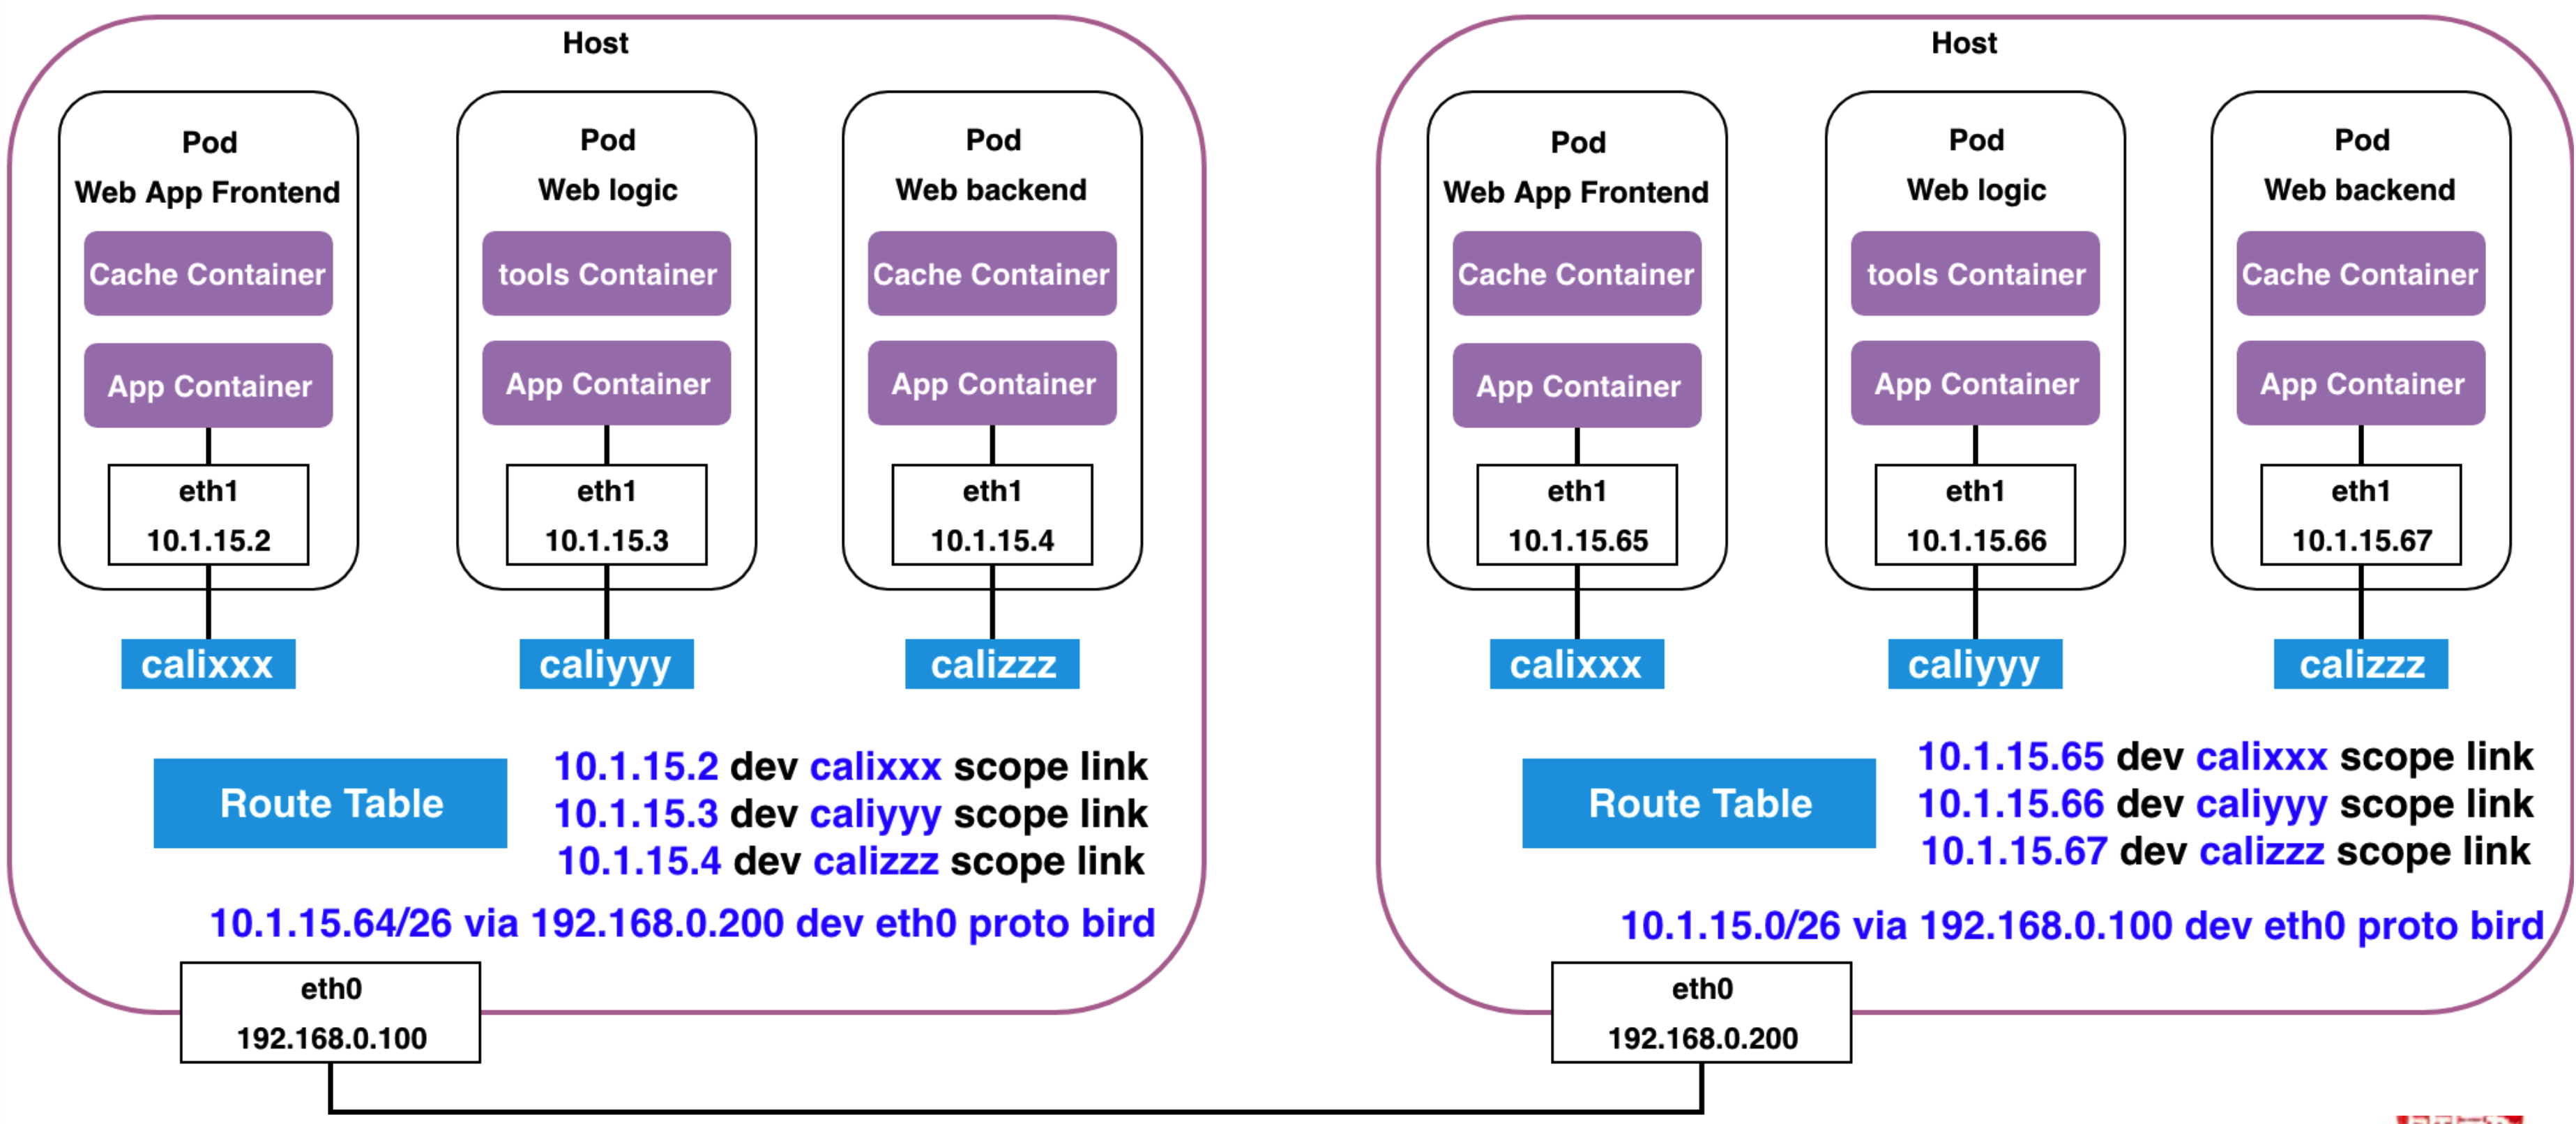 Host
Pod
Web App Frontend
Cache Container
App Container
eth1
10.1.15.2
calixxx
Pod
Web logic
tools Container
App Container
eth1
10.1.15.3
caliyyy
Pod
Web backend
Cache Container
App Container
eth1
10.1.15.4
calizzz
Route Table
10.1.15.2 dev calixxx scope link
10.1.15.3 dev caliyyy scope link
10.1.15.4 dev calizzz scope link
10.1.15.64/26 via 192.168.0.200 dev eth0 proto bird
eth0
192.168.0.100
Host
Pod
Web App Frontend
Cache Container
App Container
eth1
10.1.15.65
calixxx
Pod
Web logic
tools Container
App Container
eth1
10.1.15.66
caliyyy
Pod
Web backend
Cache Container
App Container
eth1
10.1.15.67
calizzz
Route Table
10.1.15.65 dev calixxx scope link
10.1.15.66 dev caliyyy scope link
10.1.15.67 dev calizzz scope link
10.1.15.0/26 via 192.168.0.100 dev eth0 proto bird
eth0
192.168.0.200